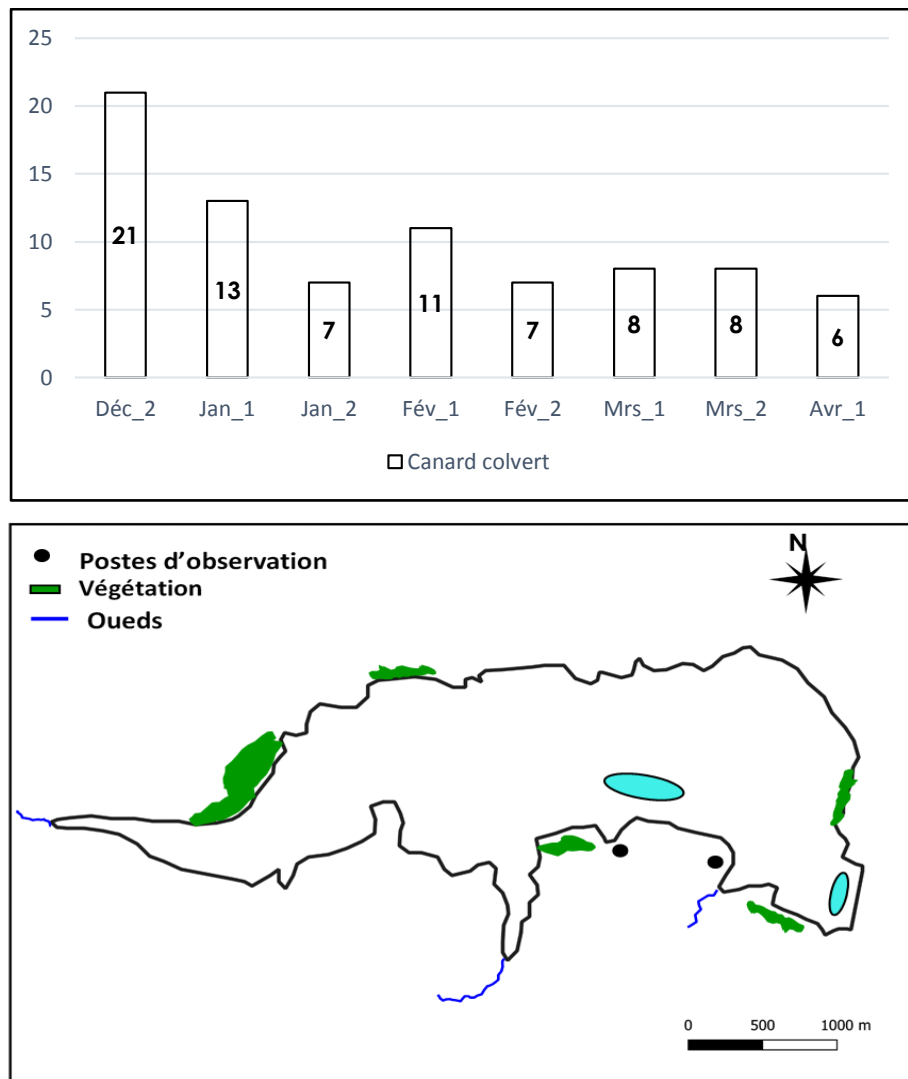 25
20
15
10
5
0
21
13
7
11
7
8
8
6
Déc_2 Jan_1 Jan_2 Fév_1 Fév_2 Mrs_1 Mrs_2 Avr_1
Canard colvert
N
Postes d'observation
Végétation
Oueds
0 500 1000 m